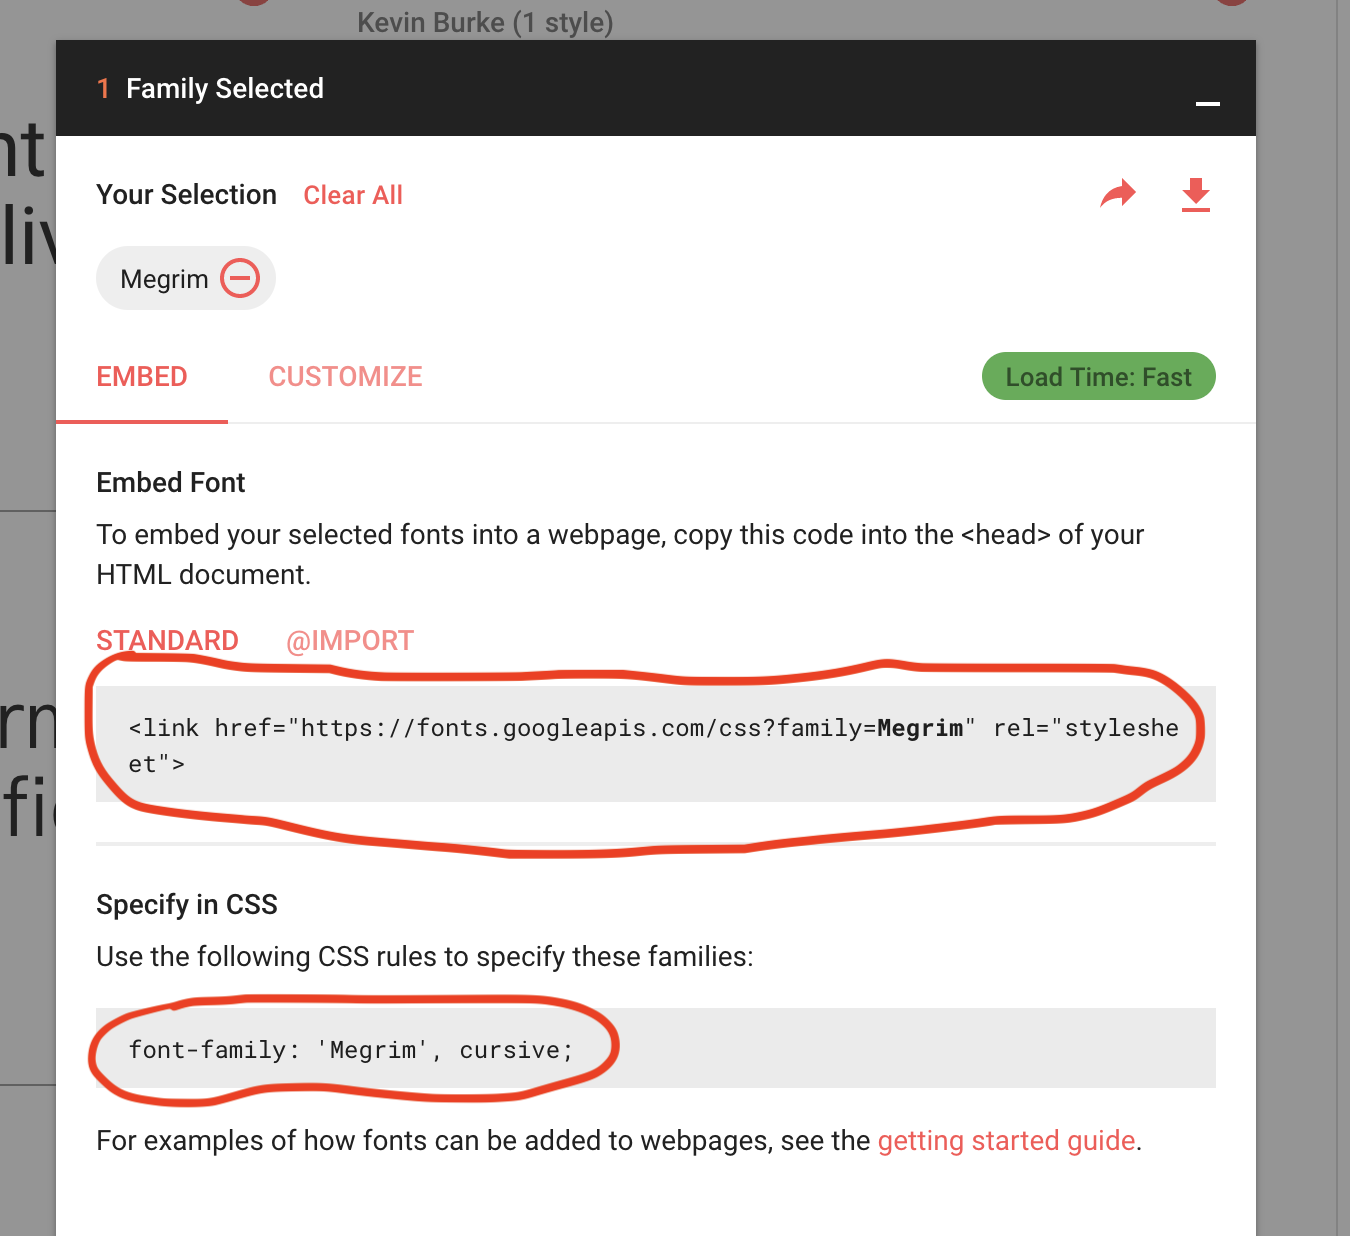 Kevin Burke (1 style)
1 Family Selected
nt
liv
Your Selection Clear All
Megrim
EMBED CUSTOMIZE Load Time: Fast
Embed Font
To embed your selected fonts into a webpage, copy this code into the <head> of your
HTML document.
STANDARD @IMPORT
rn
<link href="https://fonts.googleapis.com/css?family=Megrim" rel="styleshe
et">
fi
Specify in CSS
Use the following CSS rules to specify these families:
font-family: 'Megrim', cursive;
For examples of how fonts can be added to webpages, see the getting started guide.